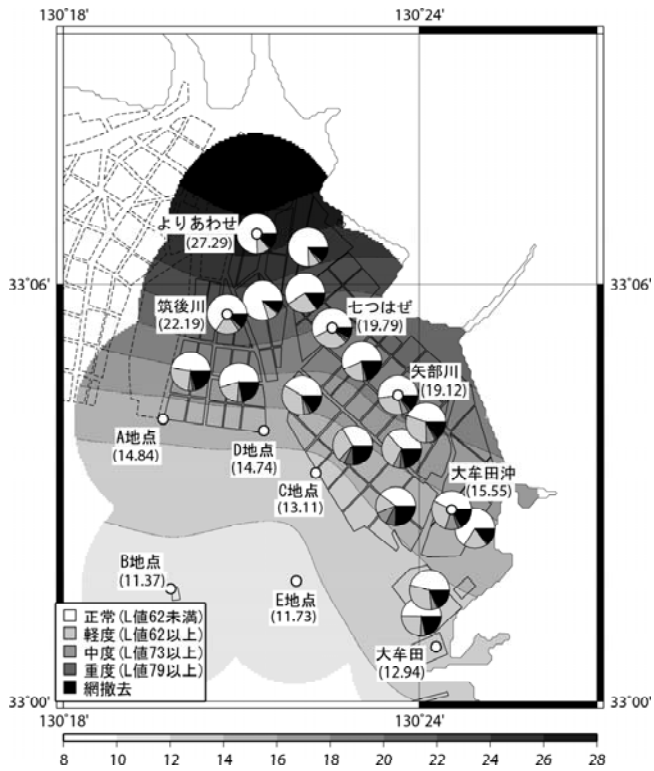 130°18'
130°24'
よりあわせ
(27.29)
33°06'
33°06'
筑後川
(22.19)
七つはぜ
(19.79)
矢部川
(19.12)
A地点
(14.84)
D地点
(14.74)
大牟田沖
(15.55)
C地点
(13.11)
B地点
(11.37)
E地点
(11.73)
正常(L値62未満)
軽度(L値62以上)
中度(L値73以上)
重度(L値79以上)
網撤去
大牟田
(12.94)
33°00'
33°00'
130°18'
130°24'
8 10 12 14 16 18 20 22 24 26 28